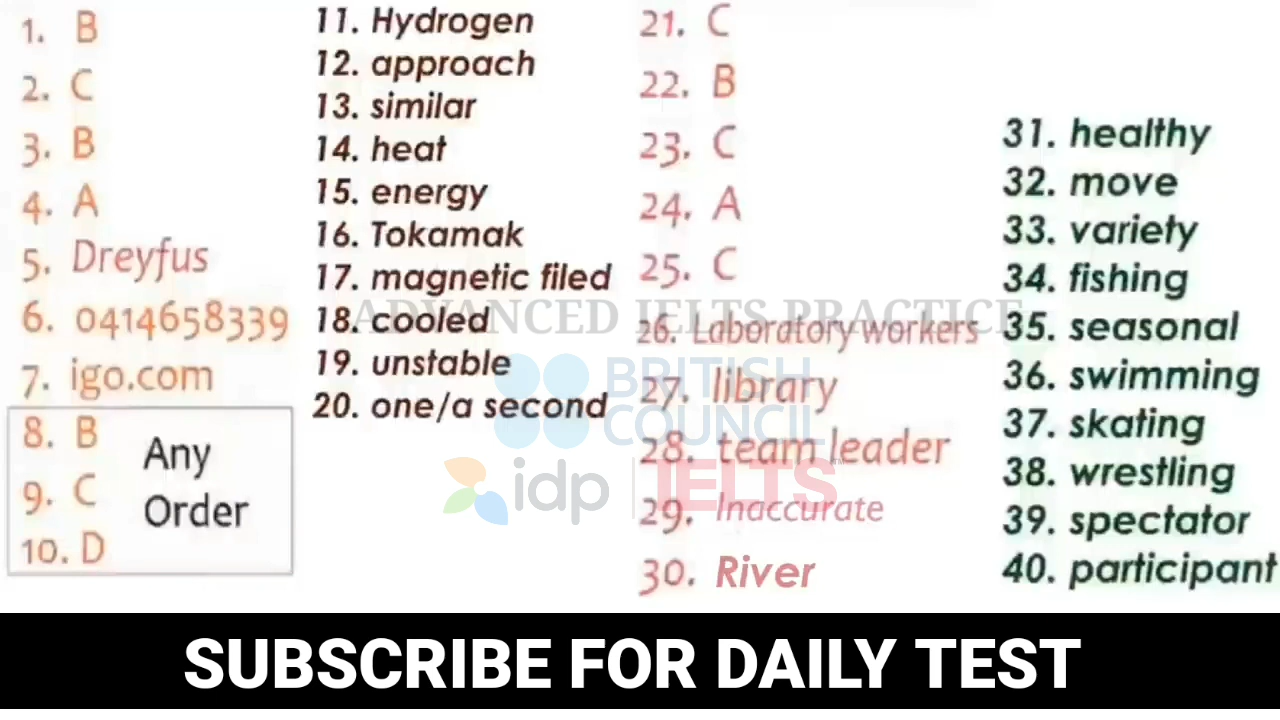 1. B
2. C
3. B
4. A
5. Dreyfus
6. 0414658339
7. igo.com
8. B
9. C
10. D
Any
Order
11. Hydrogen
12. approach
13. similar
14. heat
15. energy
16. Tokamak
17. magnetic filed
18. cooled
19. unstable
20. one/a second
21. C
22. B
23. C
24. A
25. C
26. Laboratory workers
27. library
28. team leader
29. Inaccurate
30. River
31. healthy
32. move
33. variety
34. fishing
35. seasonal
36. swimming
37. skating
38. wrestling
39. spectator
40. participant
ADVANCED IELTS PRACTICE
BRITISH
COUNCIL
idp
IELTS™
SUBSCRIBE FOR DAILY TEST